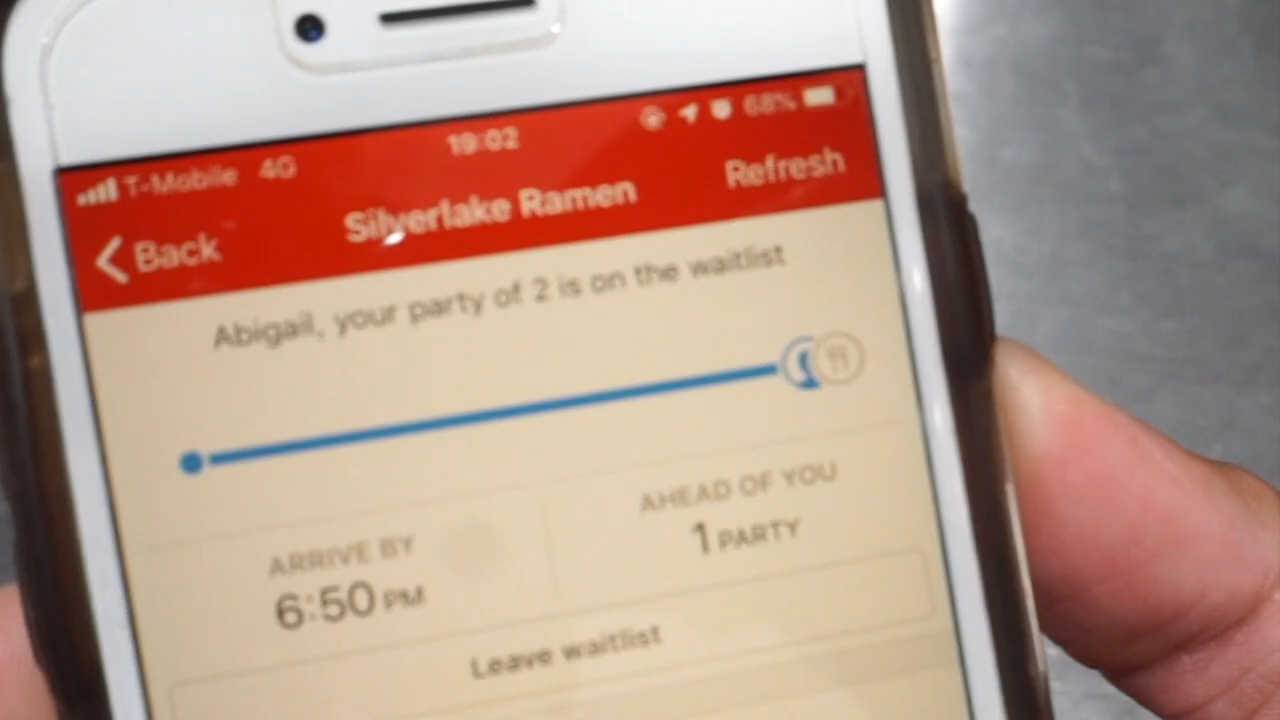 T-Mobile 4G 19:02 68%
Back Silverlake Ramen Refresh
Abigail, your party of 2 is on the waitlist
ARRIVE BY
6:50 PM
AHEAD OF YOU
1 PARTY
Leave waitlist